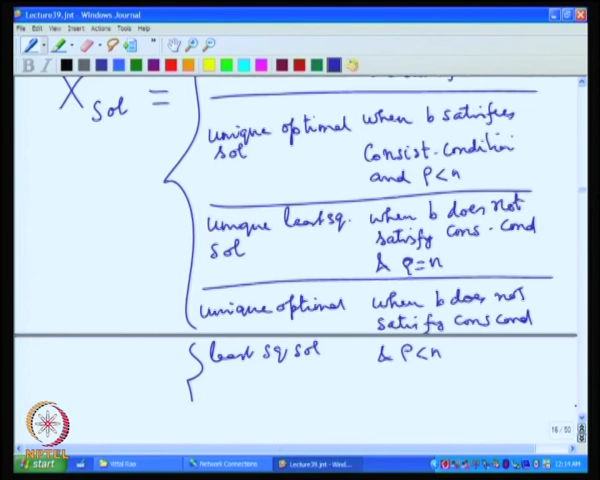 Lecture39.jnt - Windows Journal
File Edit View Insert Actions Tools Help
X sol =
unique optimal when b satisfies
sol Consist. condition
and ρ<n
unique least sq. when b does not
sol satisfy cons. cond
& ρ=n
unique optimal when b does not
satisfy cons cond
least sq sol & ρ<n
16 / 50
NPTEL
start Vittal Rao Network Connections Lecture39.jnt - Wind... 12:14 AM